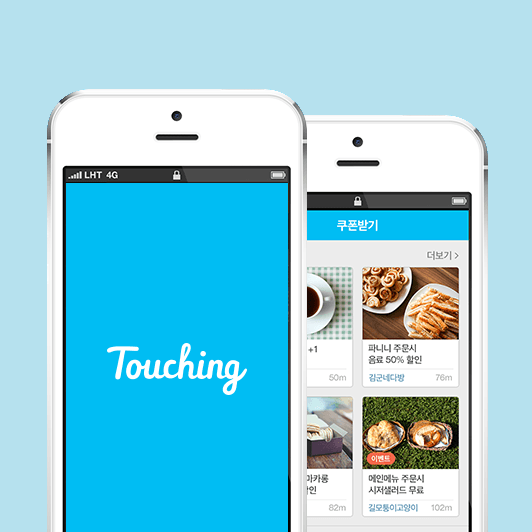 LHT 4G
Touching
쿠폰받기
더보기 >
+1
50m
파니니 주문시
음료 50% 할인
김군네다방 76m
마카롱
할인
50m
이벤트
메인메뉴 주문시
시저샐러드 무료
길모퉁이고양이 102m